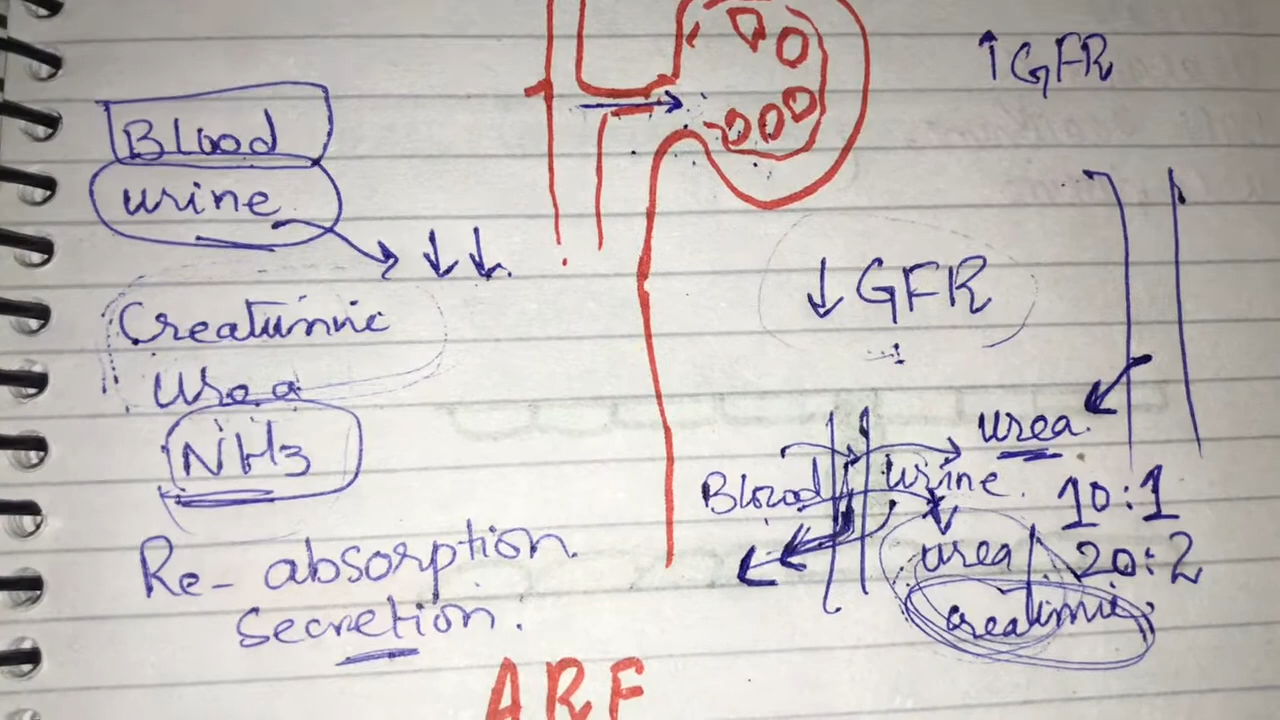 ↑GFR
Blood
urine
↓↓
Creatinine
Urea
NH3
↓GFR
urea
Blood urine
10:1
urea
20:2
creatinine
Re-absorption
secretion.
ARF